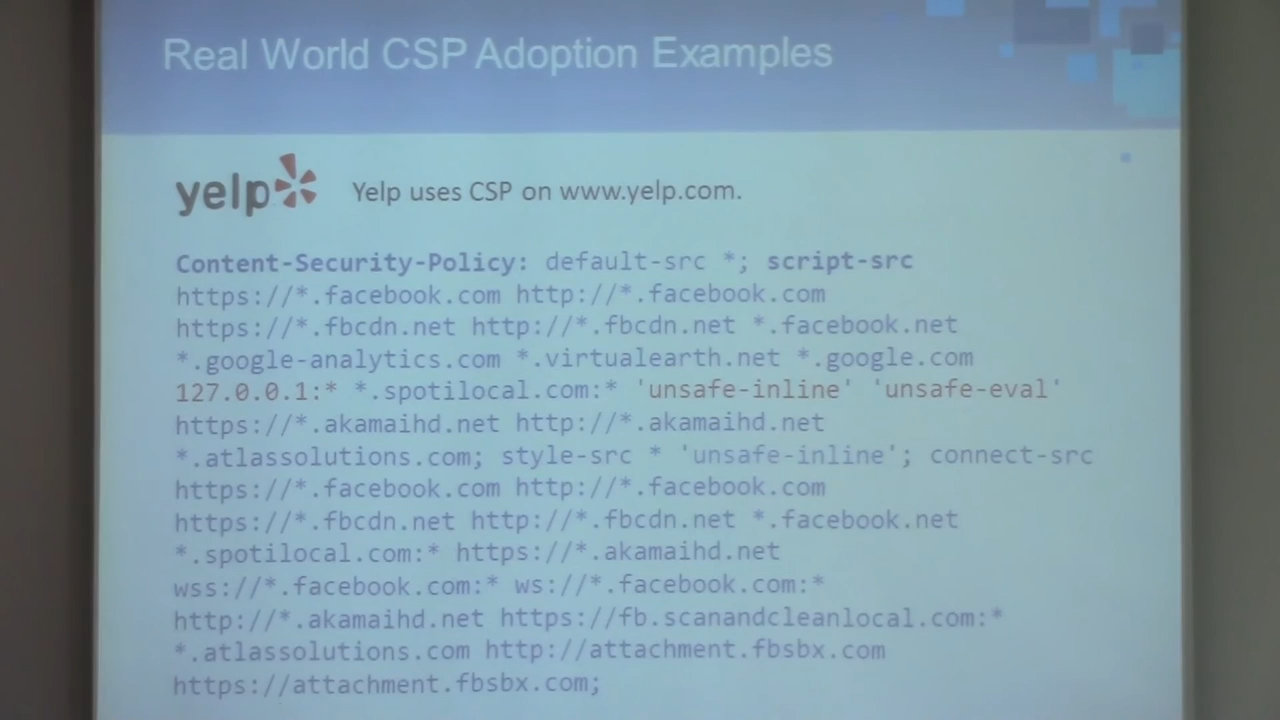 Real World CSP Adoption Examples
yelp Yelp uses CSP on www.yelp.com.
Content-Security-Policy: default-src *; script-src
https://*.facebook.com http://*.facebook.com
https://*.fbcdn.net http://*.fbcdn.net *.facebook.net
*.google-analytics.com *.virtualearth.net *.google.com
127.0.0.1:* *.spotilocal.com:* 'unsafe-inline' 'unsafe-eval'
https://*.akamaihd.net http://*.akamaihd.net
*.atlassolutions.com; style-src * 'unsafe-inline'; connect-src
https://*.facebook.com http://*.facebook.com
https://*.fbcdn.net http://*.fbcdn.net *.facebook.net
*.spotilocal.com:* https://*.akamaihd.net
wss://*.facebook.com:* ws://*.facebook.com:*
http://*.akamaihd.net https://fb.scanandcleanlocal.com:*
*.atlassolutions.com http://attachment.fbsbx.com
https://attachment.fbsbx.com;